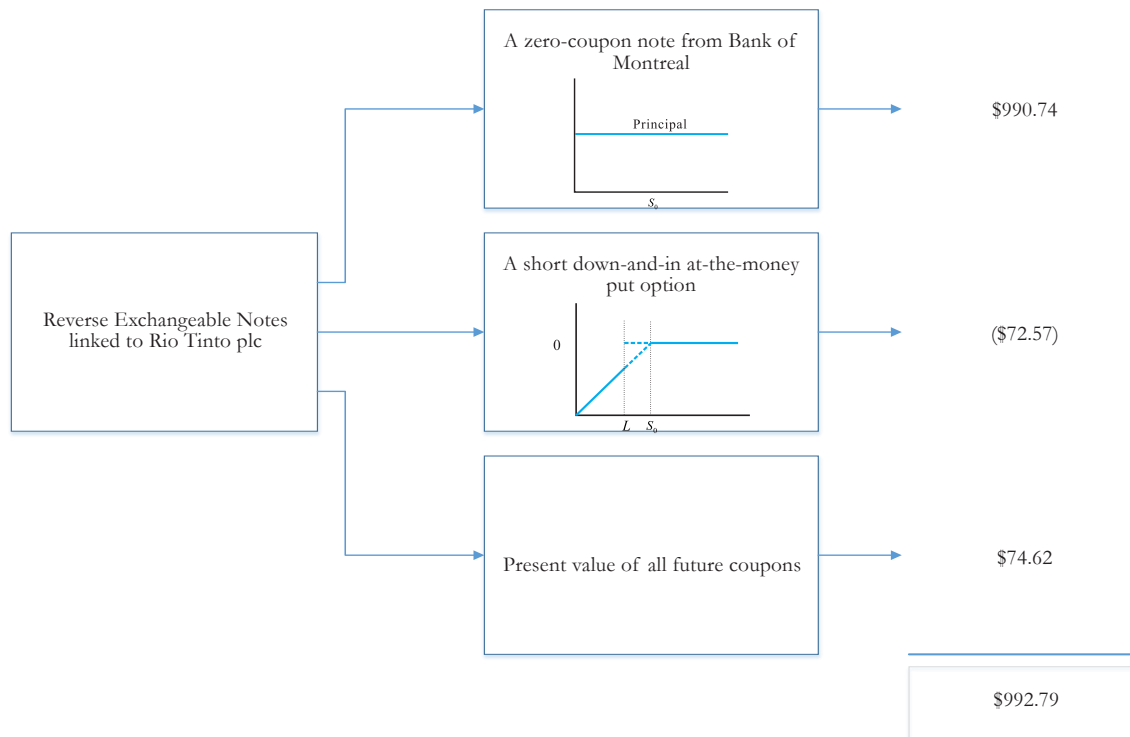 A zero-coupon note from Bank of
Montreal
Principal
S₀
$990.74
Reverse Exchangeable Notes
linked to Rio Tinto plc
A short down-and-in at-the-money
put option
0
L S₀
($72.57)
Present value of all future coupons
$74.62
$992.79